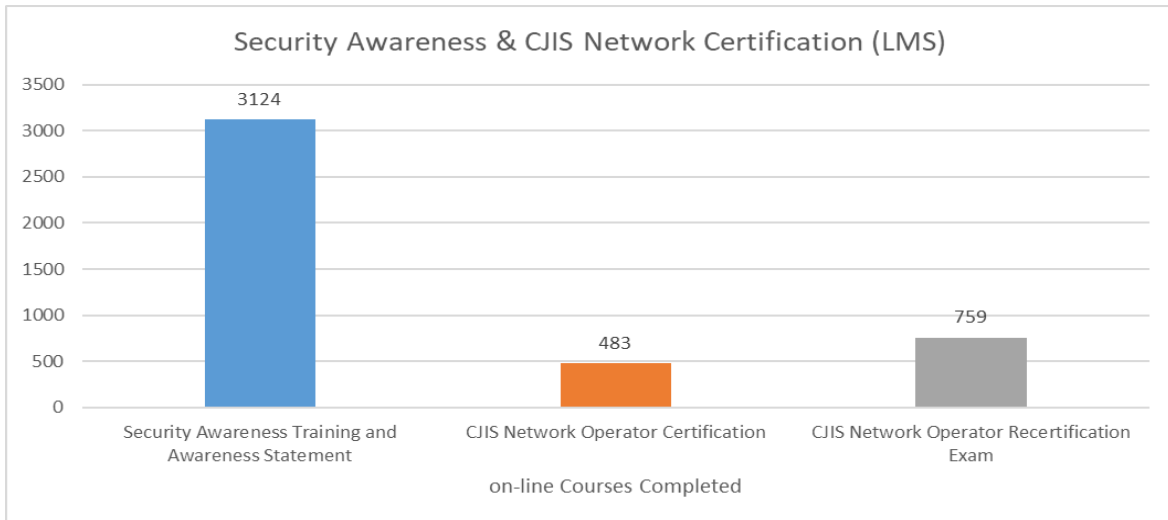 Security Awareness & CJIS Network Certification (LMS)
3500
3000
2500
2000
1500
1000
500
0
3124
483
759
Security Awareness Training and
Awareness Statement
CJIS Network Operator Certification
CJIS Network Operator Recertification
Exam
on-line Courses Completed